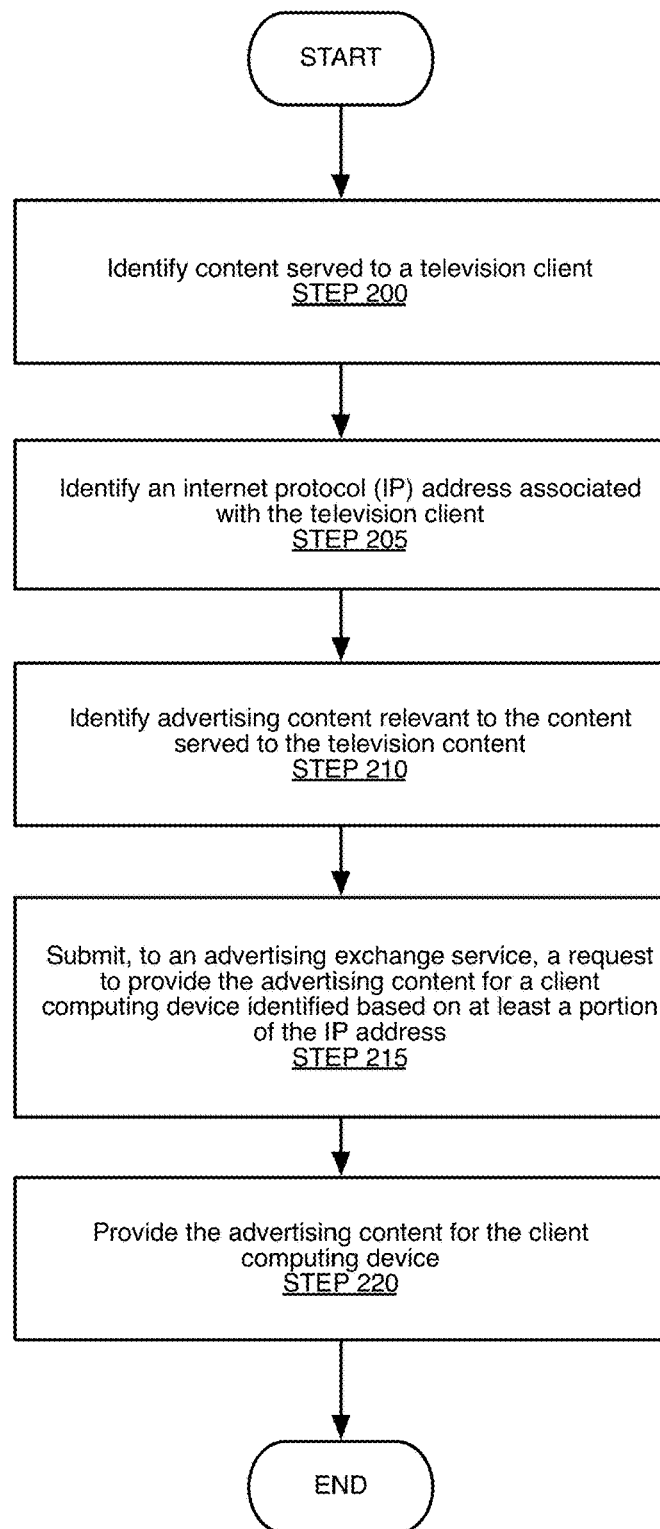 START
Identify content served to a television client
STEP 200
Identify an internet protocol (IP) address associated
with the television client
STEP 205
Identify advertising content relevant to the content
served to the television content
STEP 210
Submit, to an advertising exchange service, a request
to provide the advertising content for a client
computing device identified based on at least a portion
of the IP address
STEP 215
Provide the advertising content for the client
computing device
STEP 220
END